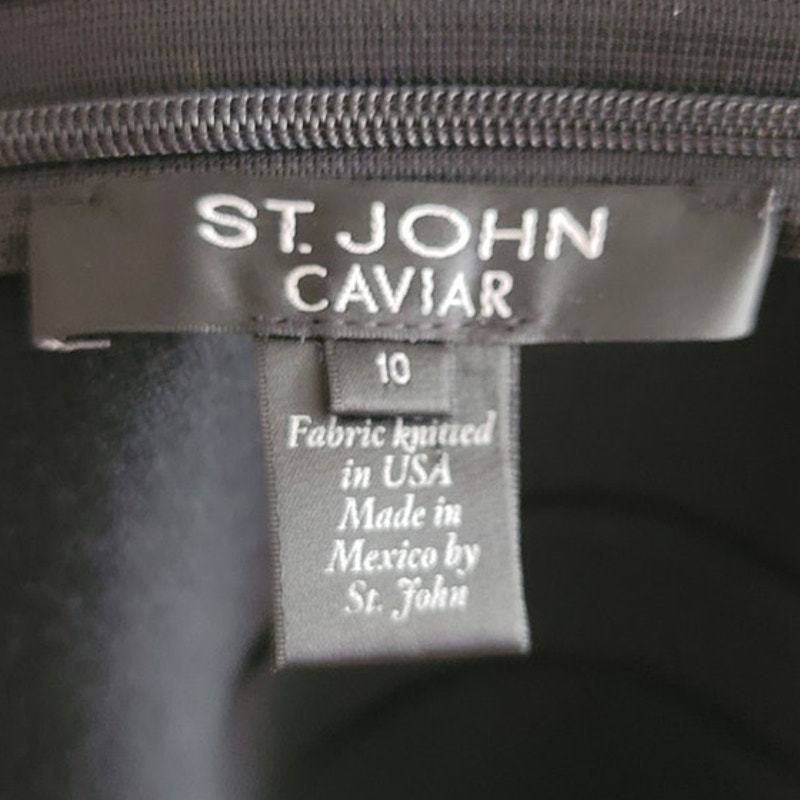 ST. JOHN
CAVIAR
10
Fabric knitted
in USA
Made in
Mexico by
St. John